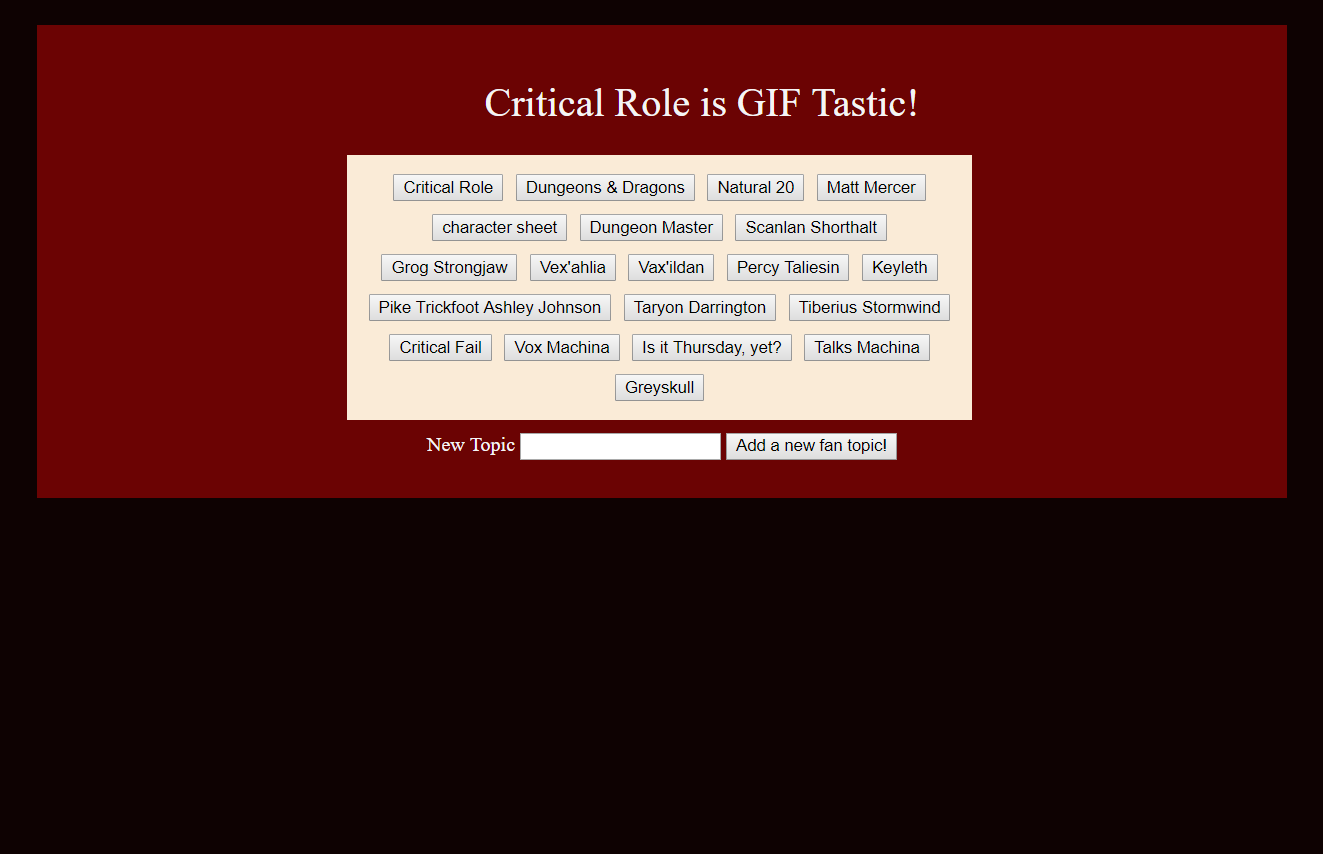 Critical Role is GIF Tastic!
Critical Role Dungeons & Dragons Natural 20 Matt Mercer
character sheet Dungeon Master Scanlan Shorthalt
Grog Strongjaw Vex'ahlia Vax'ildan Percy Taliesin Keyleth
Pike Trickfoot Ashley Johnson Taryon Darrington Tiberius Stormwind
Critical Fail Vox Machina Is it Thursday, yet? Talks Machina
Greyskull
New Topic Add a new fan topic!